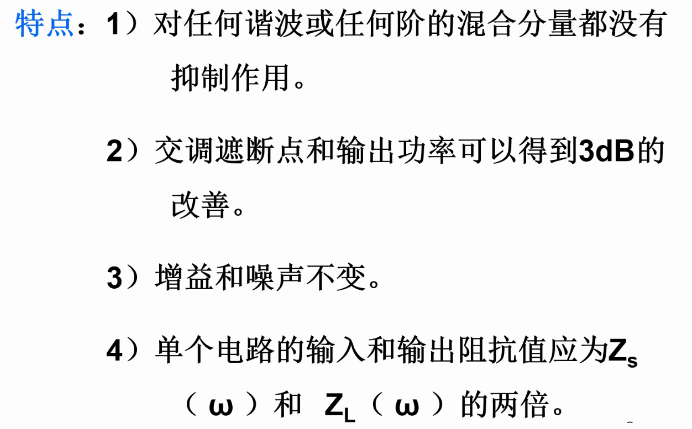 特点：1）对任何谐波或任何阶的混合分量都没有
抑制作用。
2）交调遮断点和输出功率可以得到3dB的
改善。
3）增益和噪声不变。
4）单个电路的输入和输出阻抗值应为Zs
（ω）和 ZL（ω）的两倍。